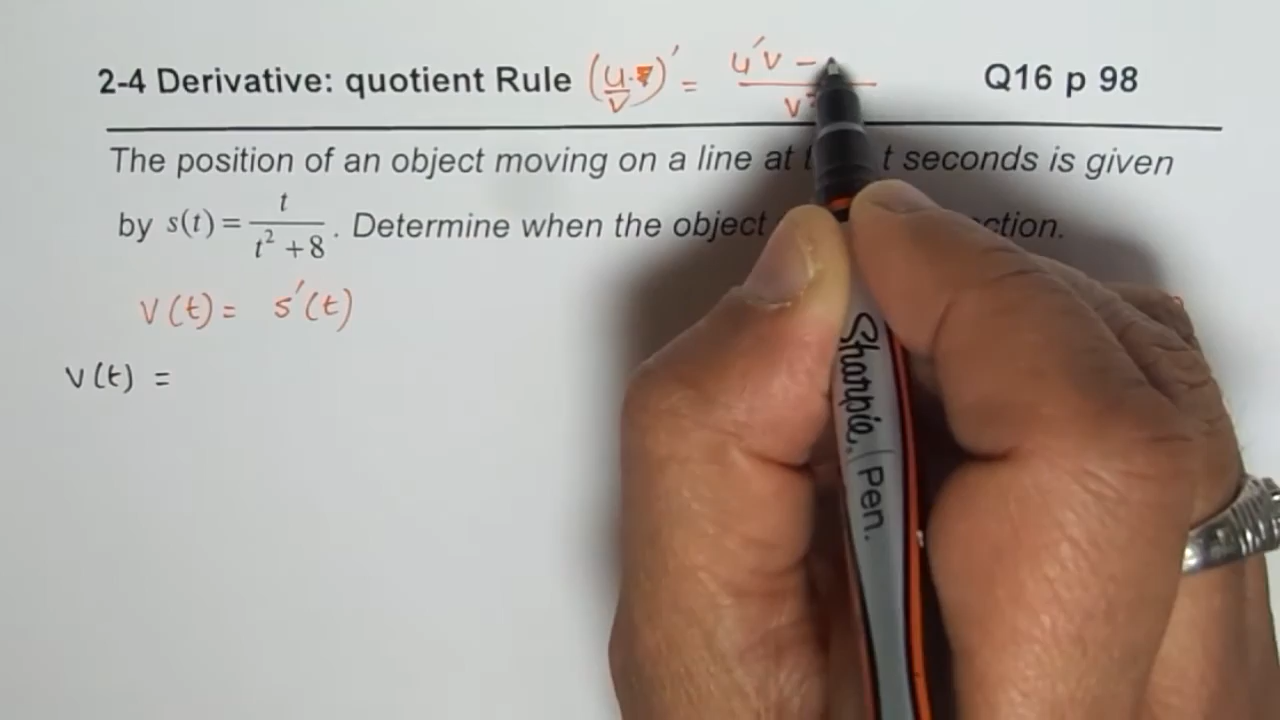 2-4 Derivative: quotient Rule (u/v)' = u'v - / v Q16 p 98
The position of an object moving on a line at t seconds is given
by s(t) = t / t² + 8 . Determine when the object
v(t) = s'(t)
v(t) =
Sharpie. Pen.